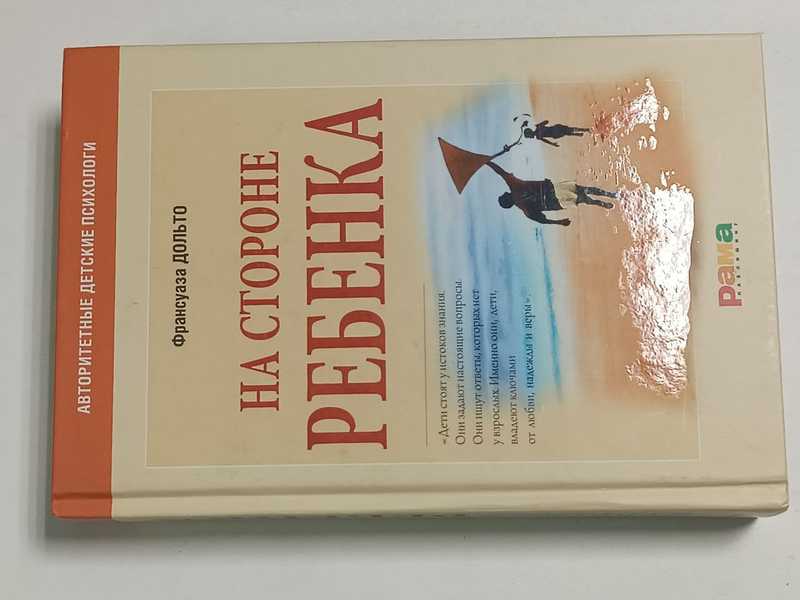 АВТОРИТЕТНЫЕ ДЕТСКИЕ ПСИХОЛОГИ
Франсуаза ДОЛЬТО
НА СТОРОНЕ
РЕБЕНКА
«Дети стоят у истоков знания.
Они задают настоящие вопросы.
Они ищут ответы, которых нет
у взрослых. Именно они, дети,
владеют ключами
от любви, надежды и веры».
Рама
ПАБЛИШИНГ